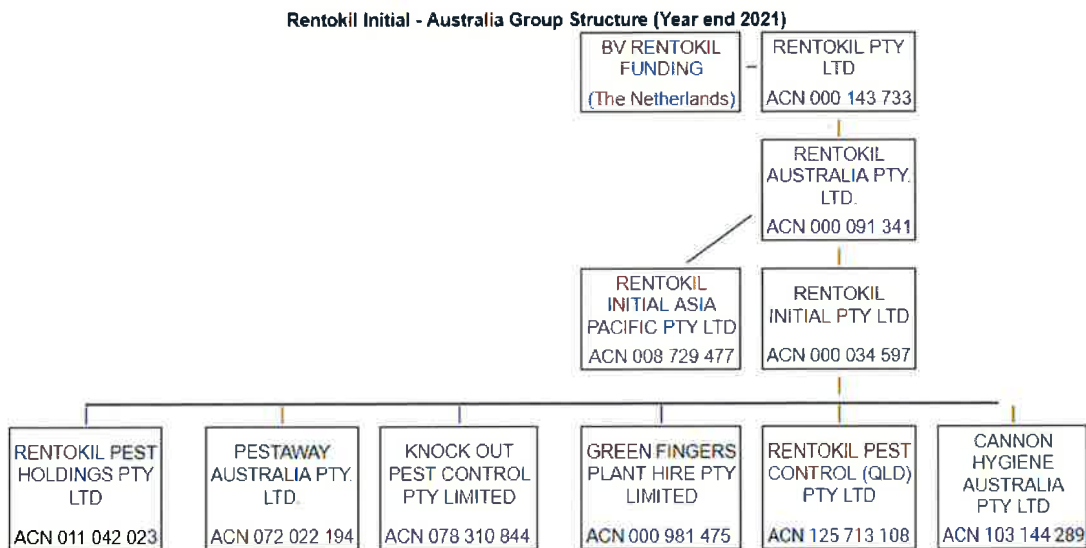 Rentokil Initial - Australia Group Structure (Year end 2021)
BV RENTOKIL
FUNDING
(The Netherlands)
RENTOKIL PTY
LTD
ACN 000 143 733
RENTOKIL
AUSTRALIA PTY.
LTD.
ACN 000 091 341
RENTOKIL
INITIAL ASIA
PACIFIC PTY LTD
ACN 008 729 477
RENTOKIL
INITIAL PTY LTD
ACN 000 034 597
RENTOKIL PEST
HOLDINGS PTY
LTD
ACN 011 042 023
PESTAWAY
AUSTRALIA PTY.
LTD.
ACN 072 022 194
KNOCK OUT
PEST CONTROL
PTY LIMITED
ACN 078 310 844
GREEN FINGERS
PLANT HIRE PTY
LIMITED
ACN 000 981 475
RENTOKIL PEST
CONTROL (QLD)
PTY LTD
ACN 125 713 108
CANNON
HYGIENE
AUSTRALIA
PTY LTD
ACN 103 144 289